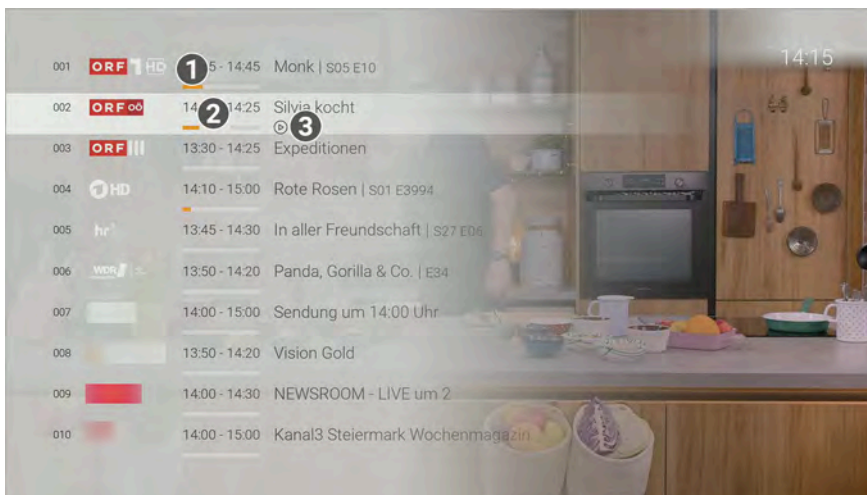 14:15
001 ORF 1 HD 1 5 - 14:45 Monk | S05 E10
002 ORF oö 14 2 14:25 Silvia kocht
3
003 ORF III 13:30 - 14:25 Expeditionen
004 1 HD 14:10 - 15:00 Rote Rosen | S01 E3994
005 hr 13:45 - 14:30 In aller Freundschaft | S27 E06
006 WDR 13:50 - 14:20 Panda, Gorilla & Co. | E34
007 14:00 - 15:00 Sendung um 14:00 Uhr
008 13:50 - 14:20 Vision Gold
009 14:00 - 14:30 NEWSROOM - LIVE um 2
010 14:00 - 15:00 Kanal3 Steiermark Wochenmagazin